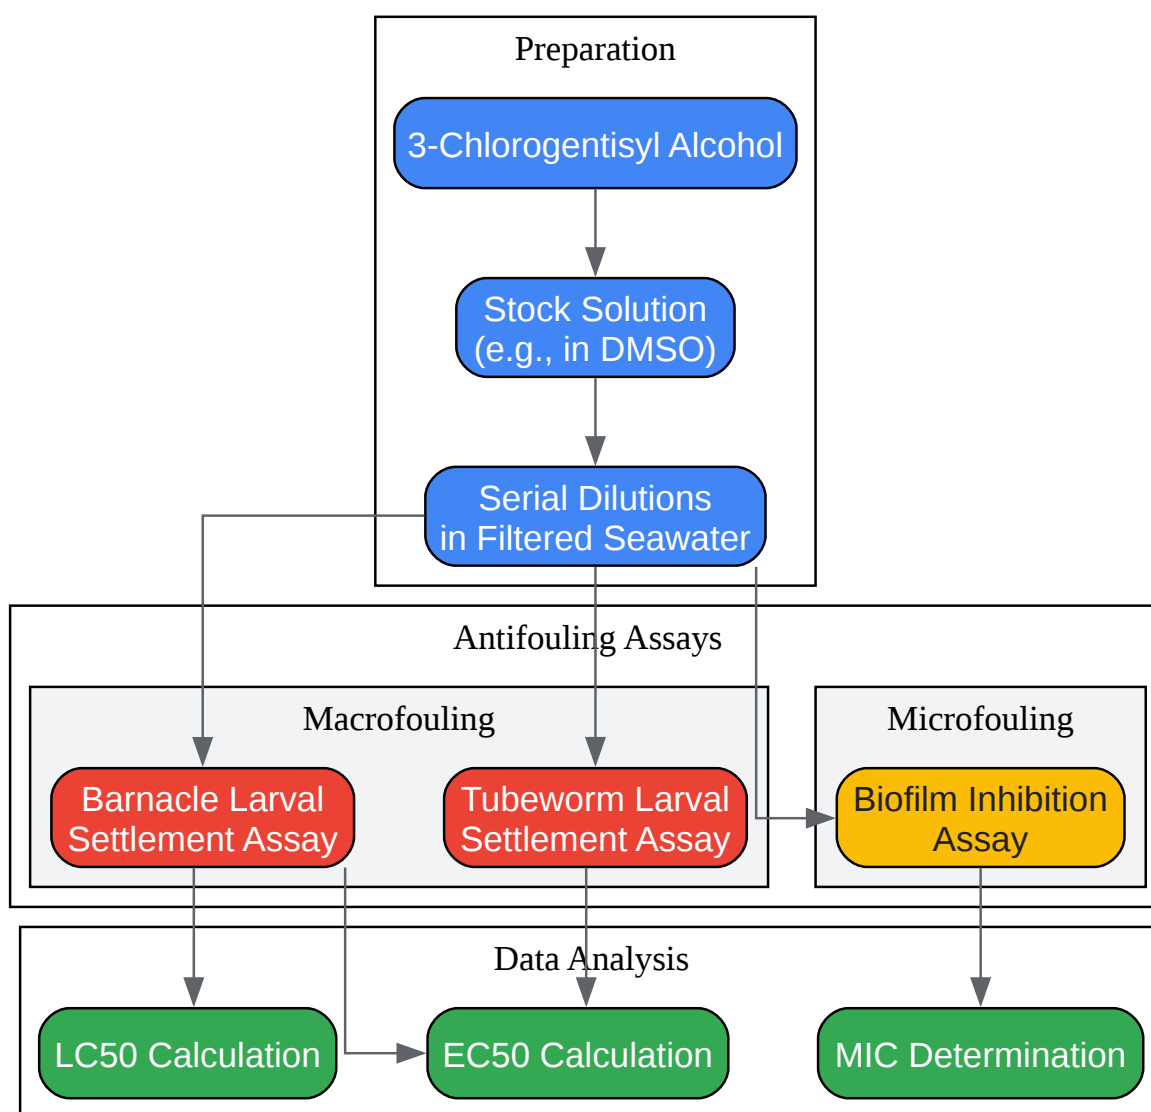 Preparation
3-Chlorogentisyl Alcohol
Stock Solution
(e.g., in DMSO)
Serial Dilutions
in Filtered Seawater
Antifouling Assays
Macrofouling
Microfouling
Barnacle Larval
Settlement Assay
Tubeworm Larval
Settlement Assay
Biofilm Inhibition
Assay
Data Analysis
LC50 Calculation
EC50 Calculation
MIC Determination